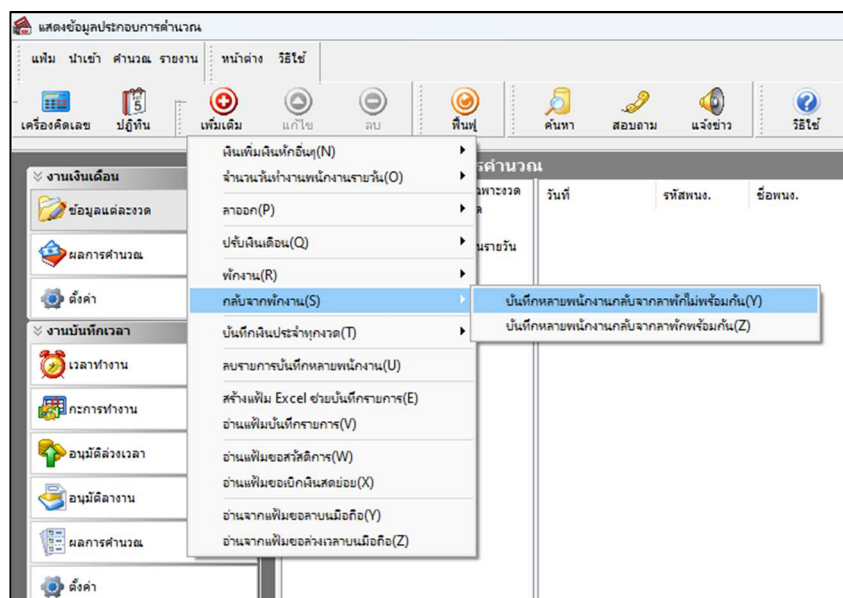 แสดงข้อมูลประกอบการคำนวณ
แฟ้ม นำเข้า คำนวณ รายงาน หน้าต่าง วิธีใช้
เครื่องคิดเลข ปฏิทิน เพิ่มเติม แก้ไข ลบ ฟื้นฟู ค้นหา สอบถาม แจ้งข่าว วิธีใช้
เงินเพิ่มเงินหักอื่นๆ(N)
จำนวนวันทำงานพนักงานรายวัน(O)
ลาออก(P)
ปรับเงินเดือน(Q)
พักงาน(R)
กลับจากพักงาน(S)
บันทึกเงินประจำทุกงวด(T)
ลบรายการบันทึกหลายพนักงาน(U)
สร้างแฟ้ม Excel ช่วยบันทึกรายการ(E)
อ่านแฟ้มบันทึกรายการ(V)
อ่านแฟ้มขอสวัสดิการ(W)
อ่านแฟ้มขอเบิกเงินสดย่อย(X)
อ่านจากแฟ้มขอลาบนมือถือ(Y)
อ่านจากแฟ้มขอล่วงเวลาบนมือถือ(Z)
บันทึกหลายพนักงานกลับจากลาพักไม่พร้อมกัน(Y)
บันทึกหลายพนักงานกลับจากลาพักพร้อมกัน(Z)
งานเงินเดือน
ข้อมูลแต่ละงวด
ผลการคำนวณ
ตั้งค่า
งานบันทึกเวลา
เวลาทำงาน
กะการทำงาน
อนุมัติล่วงเวลา
อนุมัติลางาน
ผลการคำนวณ
ตั้งค่า
รคำนวณ
วันที่ รหัสพนง. ชื่อพนง.
นรายวัน